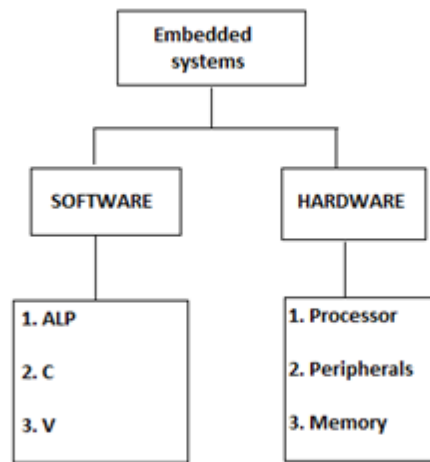 Embedded
systems
SOFTWARE
HARDWARE
1. ALP
2. C
3. V
1. Processor
2. Peripherals
3. Memory